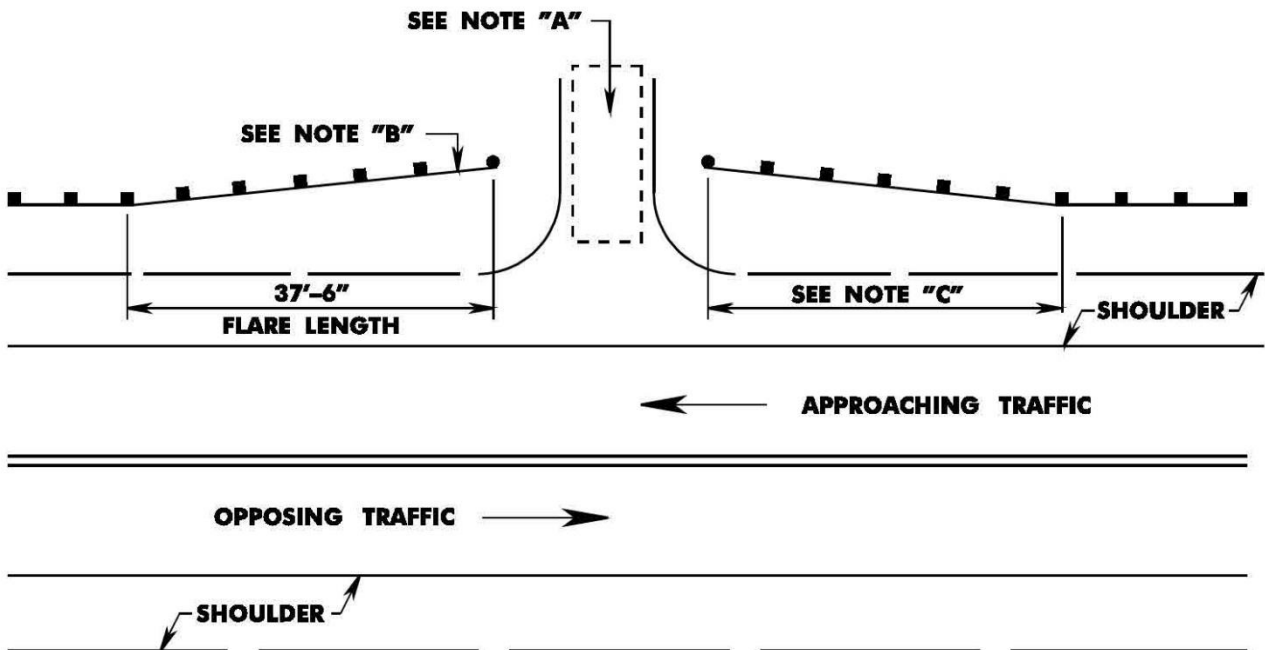 SEE NOTE "A"
SEE NOTE "B"
37'–6"
FLARE LENGTH
SEE NOTE "C"
SHOULDER
APPROACHING TRAFFIC
OPPOSING TRAFFIC
SHOULDER